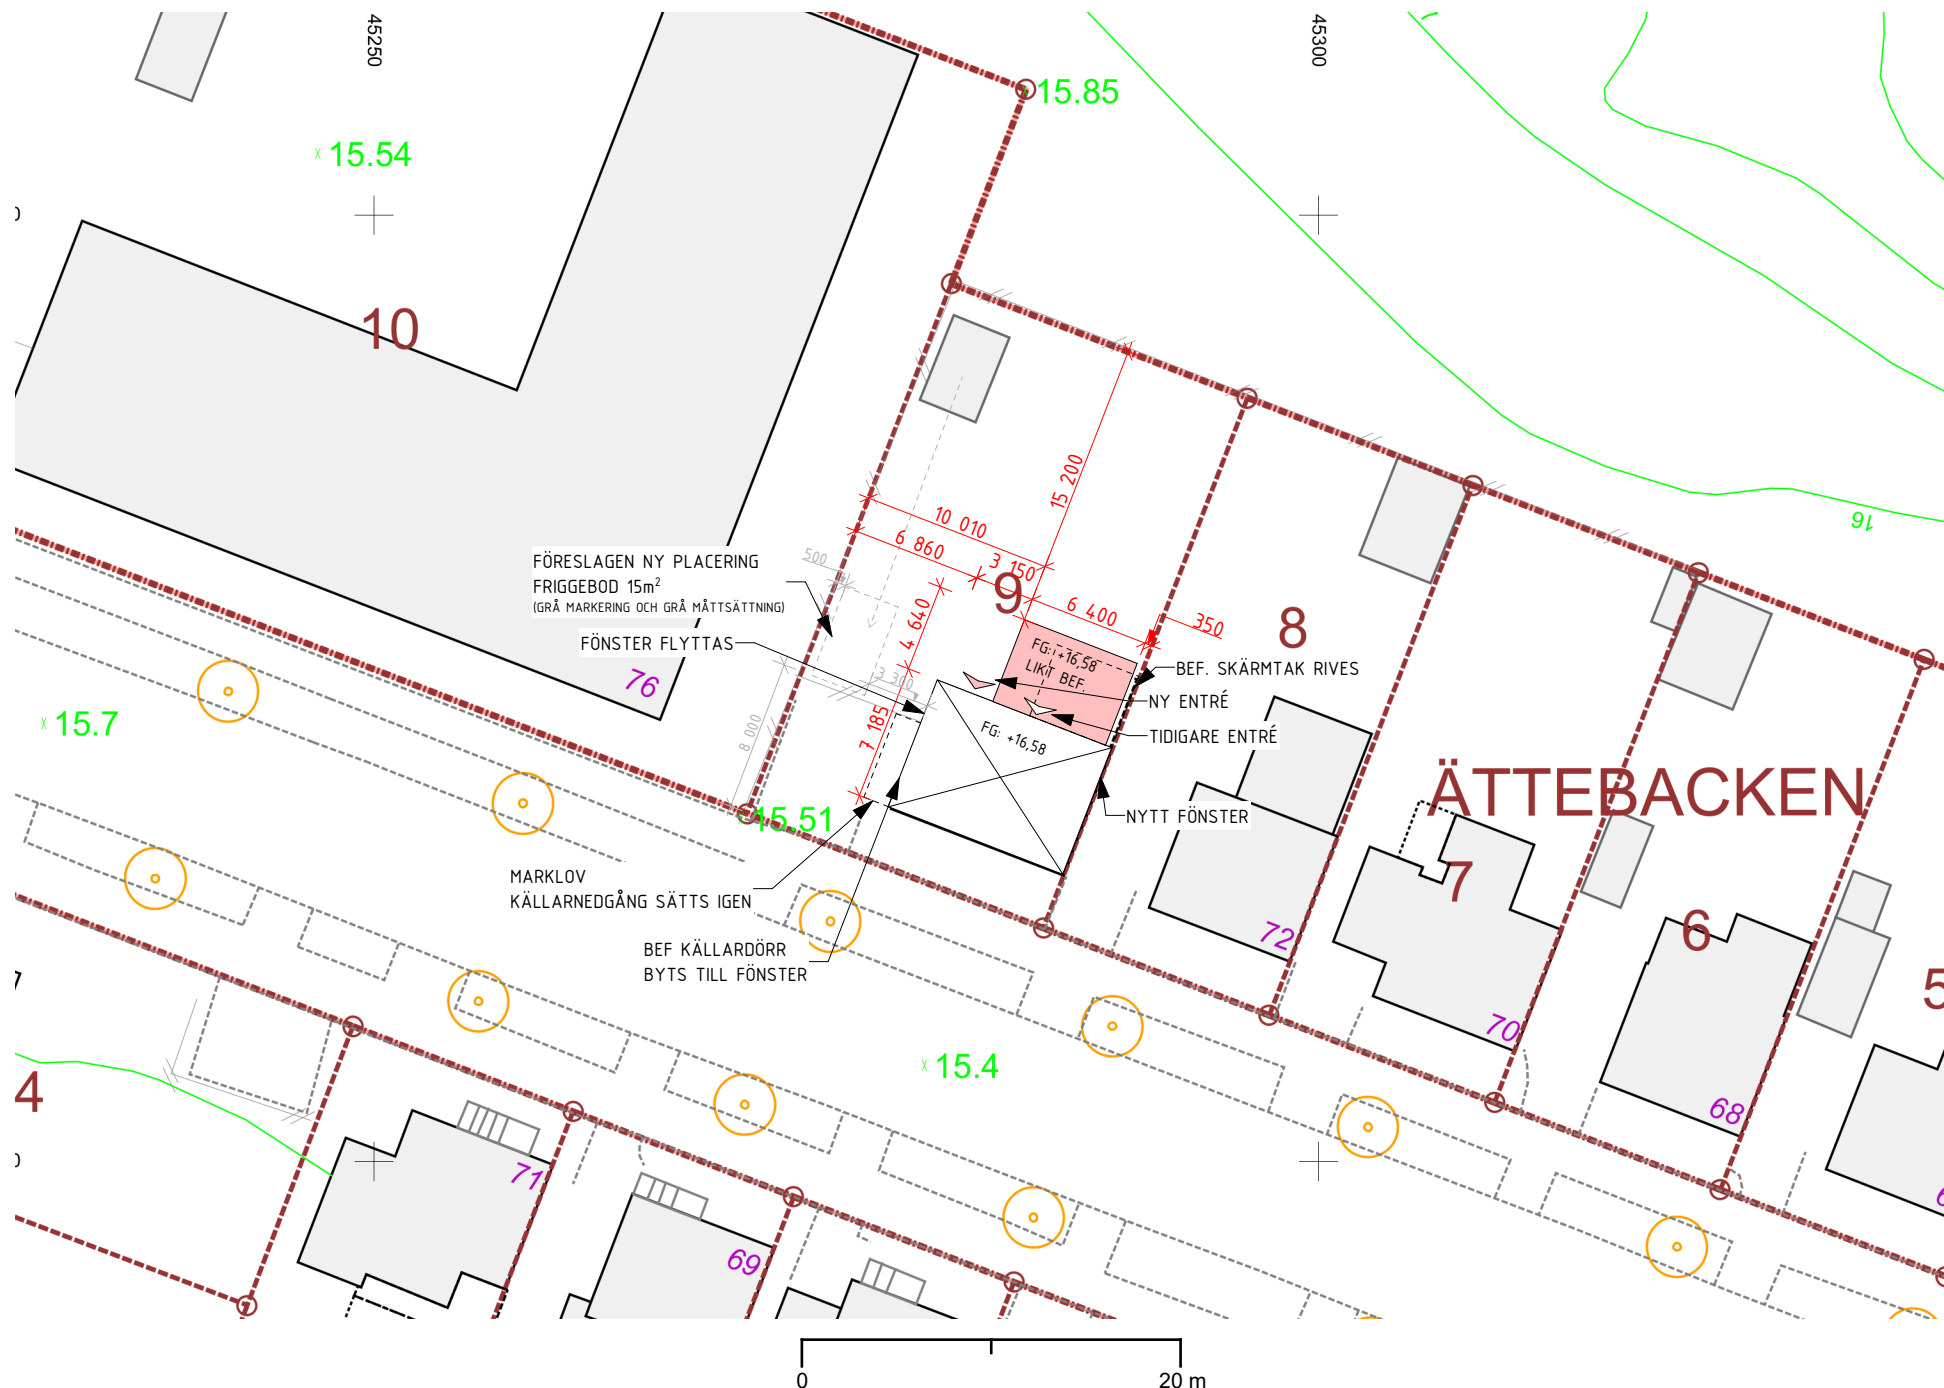 45250
45300
15.85
15.54
10
16
15 200
10 010
6 860
3 150
9
6 400
350
500
4 640
3 300
7 185
8 000
FÖRESLAGEN NY PLACERING
FRIGGEBOD 15m²
(GRÅ MARKERING OCH GRÅ MÅTTSÄTTNING)
FÖNSTER FLYTTAS
FG: +16,58
LIKT BEF.
BEF. SKÄRMTAK RIVES
NY ENTRÉ
TIDIGARE ENTRÉ
FG: +16,58
NYTT FÖNSTER
8
76
15.7
15.51
ÄTTEBACKEN
7
MARKLOV
KÄLLARNEDGÅNG SÄTTS IGEN
BEF KÄLLARDÖRR
BYTS TILL FÖNSTER
72
6
5
70
15.4
4
68
71
69
0
20 m